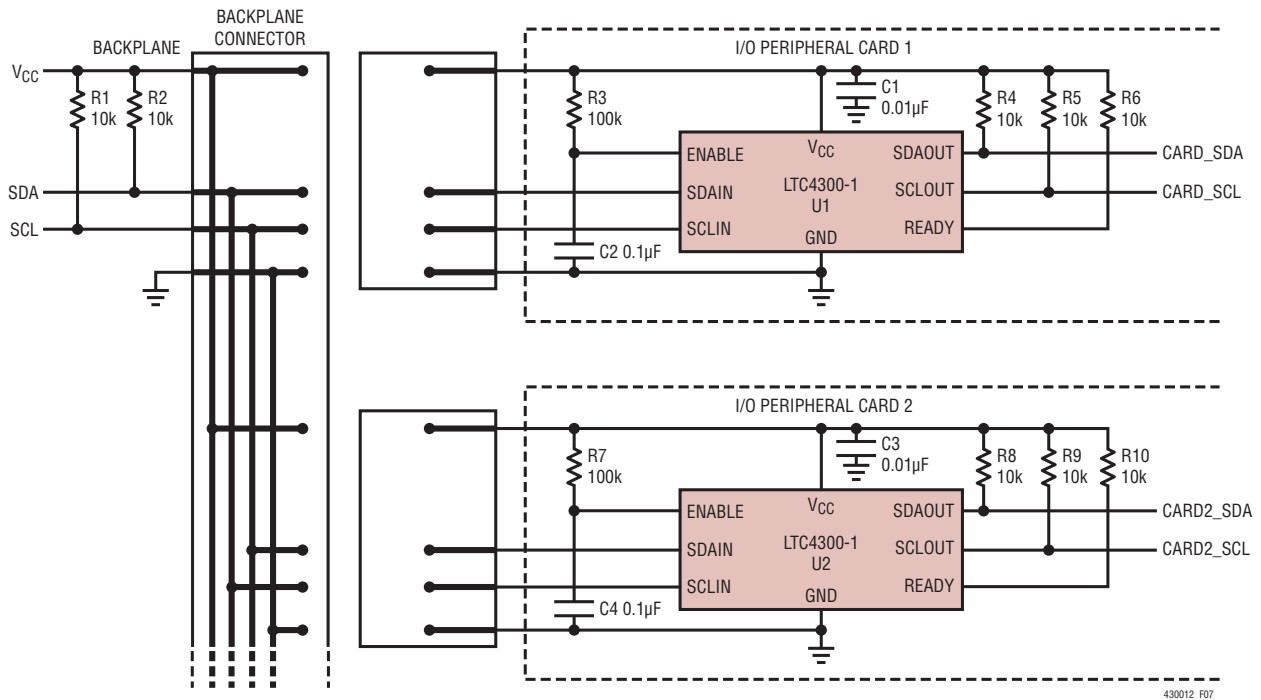 BACKPLANE
CONNECTOR
BACKPLANE
VCC
R1
10k
R2
10k
SDA
SCL
I/O PERIPHERAL CARD 1
R3
100k
C1
0.01µF
R4
10k
R5
10k
R6
10k
ENABLE
VCC
SDAOUT
CARD_SDA
SDAIN
LTC4300-1
U1
SCLOUT
CARD_SCL
SCLIN
GND
READY
C2 0.1µF
I/O PERIPHERAL CARD 2
R7
100k
C3
0.01µF
R8
10k
R9
10k
R10
10k
ENABLE
VCC
SDAOUT
CARD2_SDA
SDAIN
LTC4300-1
U2
SCLOUT
CARD2_SCL
SCLIN
GND
READY
C4 0.1µF
430012 F07